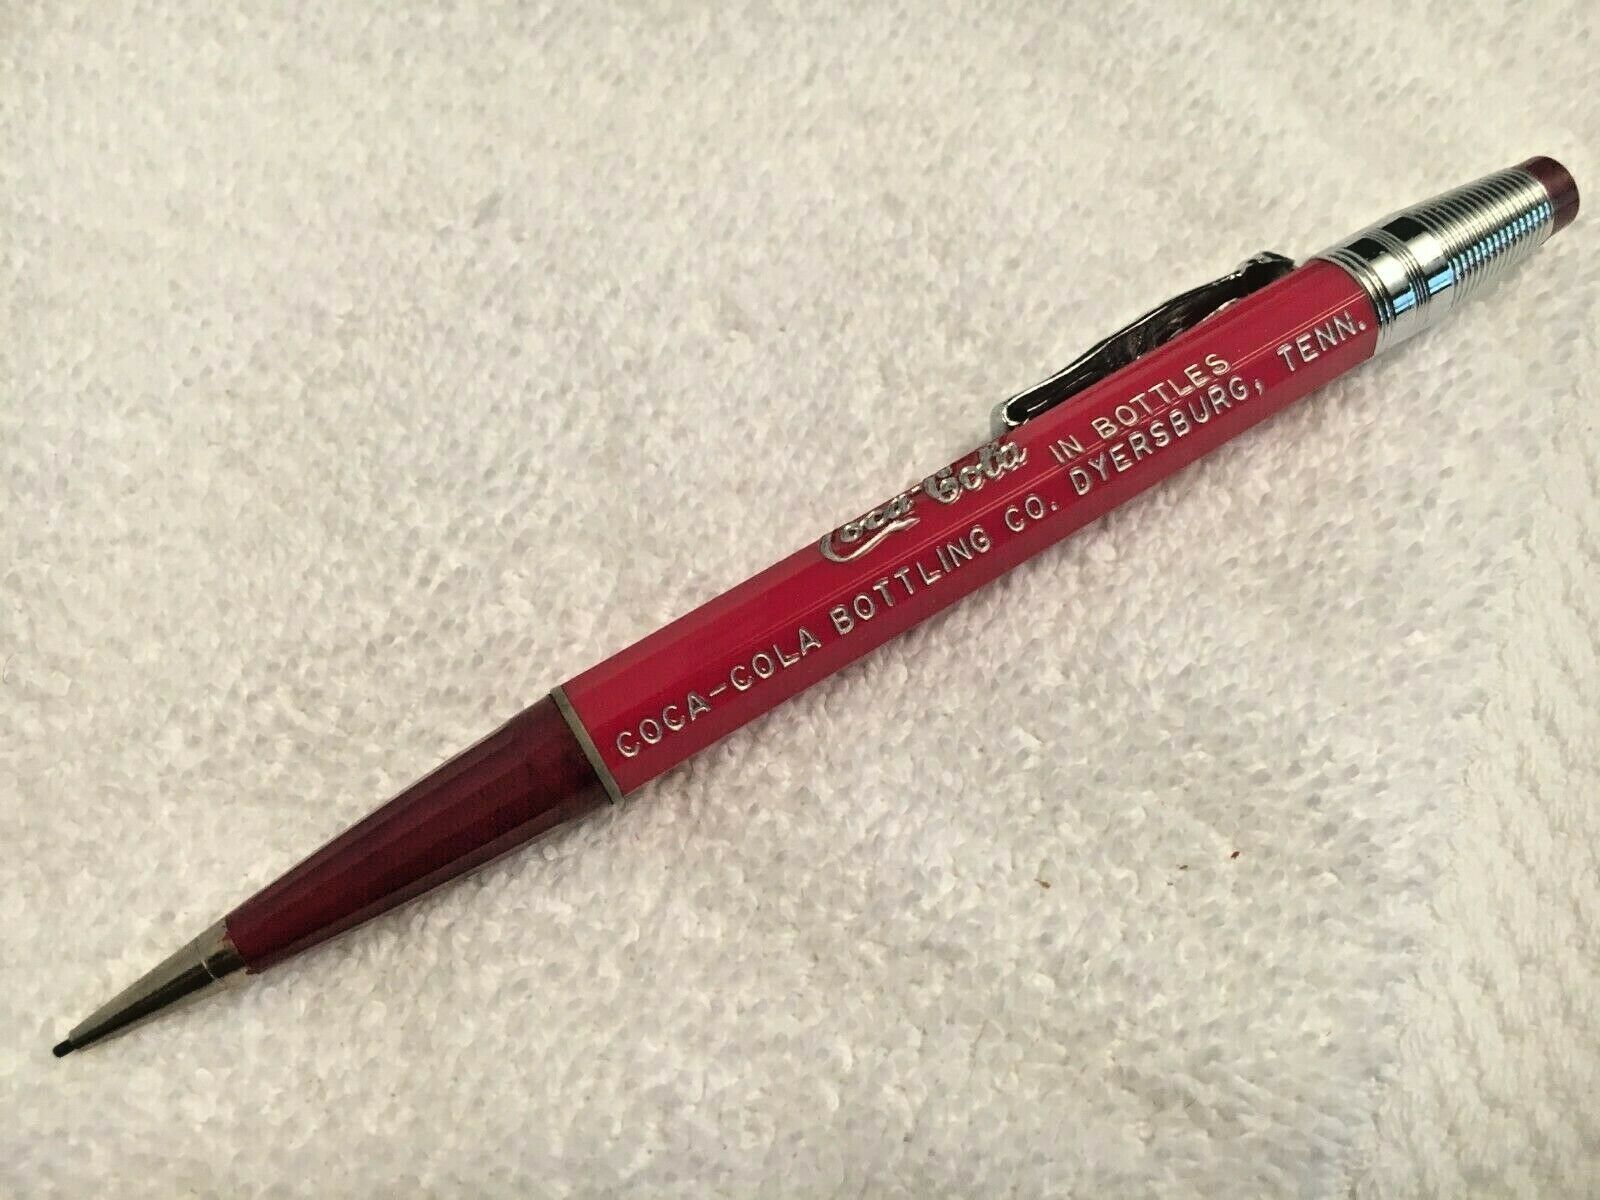 Coca-Cola IN BOTTLES
COCA-COLA BOTTLING CO. DYERSBURG, TENN.